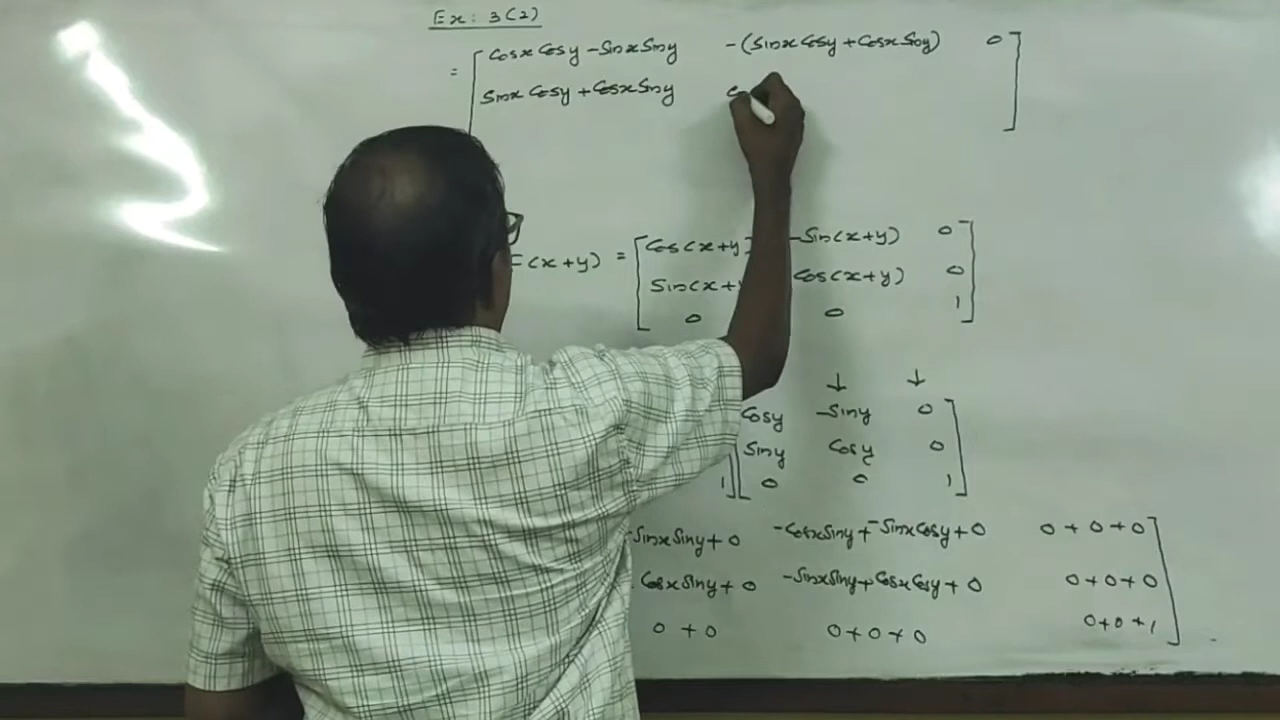 Ex: 3(2)
= [ Cosx Cosy - Sinx Siny   -(Sinx Cosy + Cosx Siny)   0 ]
Sinx Cosy + Cosx Siny   Co
F(x+y) = [ Cos(x+y)   -Sin(x+y)   0 ]
Sin(x+   Cos(x+y)   0
0   0   1
↓   ↓
Cosy   -Siny   0 ]
Siny   Cosy   0
1 ] [ 0   0   1
-Sinx Siny + 0   -Cosx Siny + -Sinx Cosy + 0   0 + 0 + 0 ]
Cosx Siny + 0   -Sinx Siny + Cosx Cosy + 0   0 + 0 + 0
0 + 0   0 + 0 + 0   0 + 0 + 1